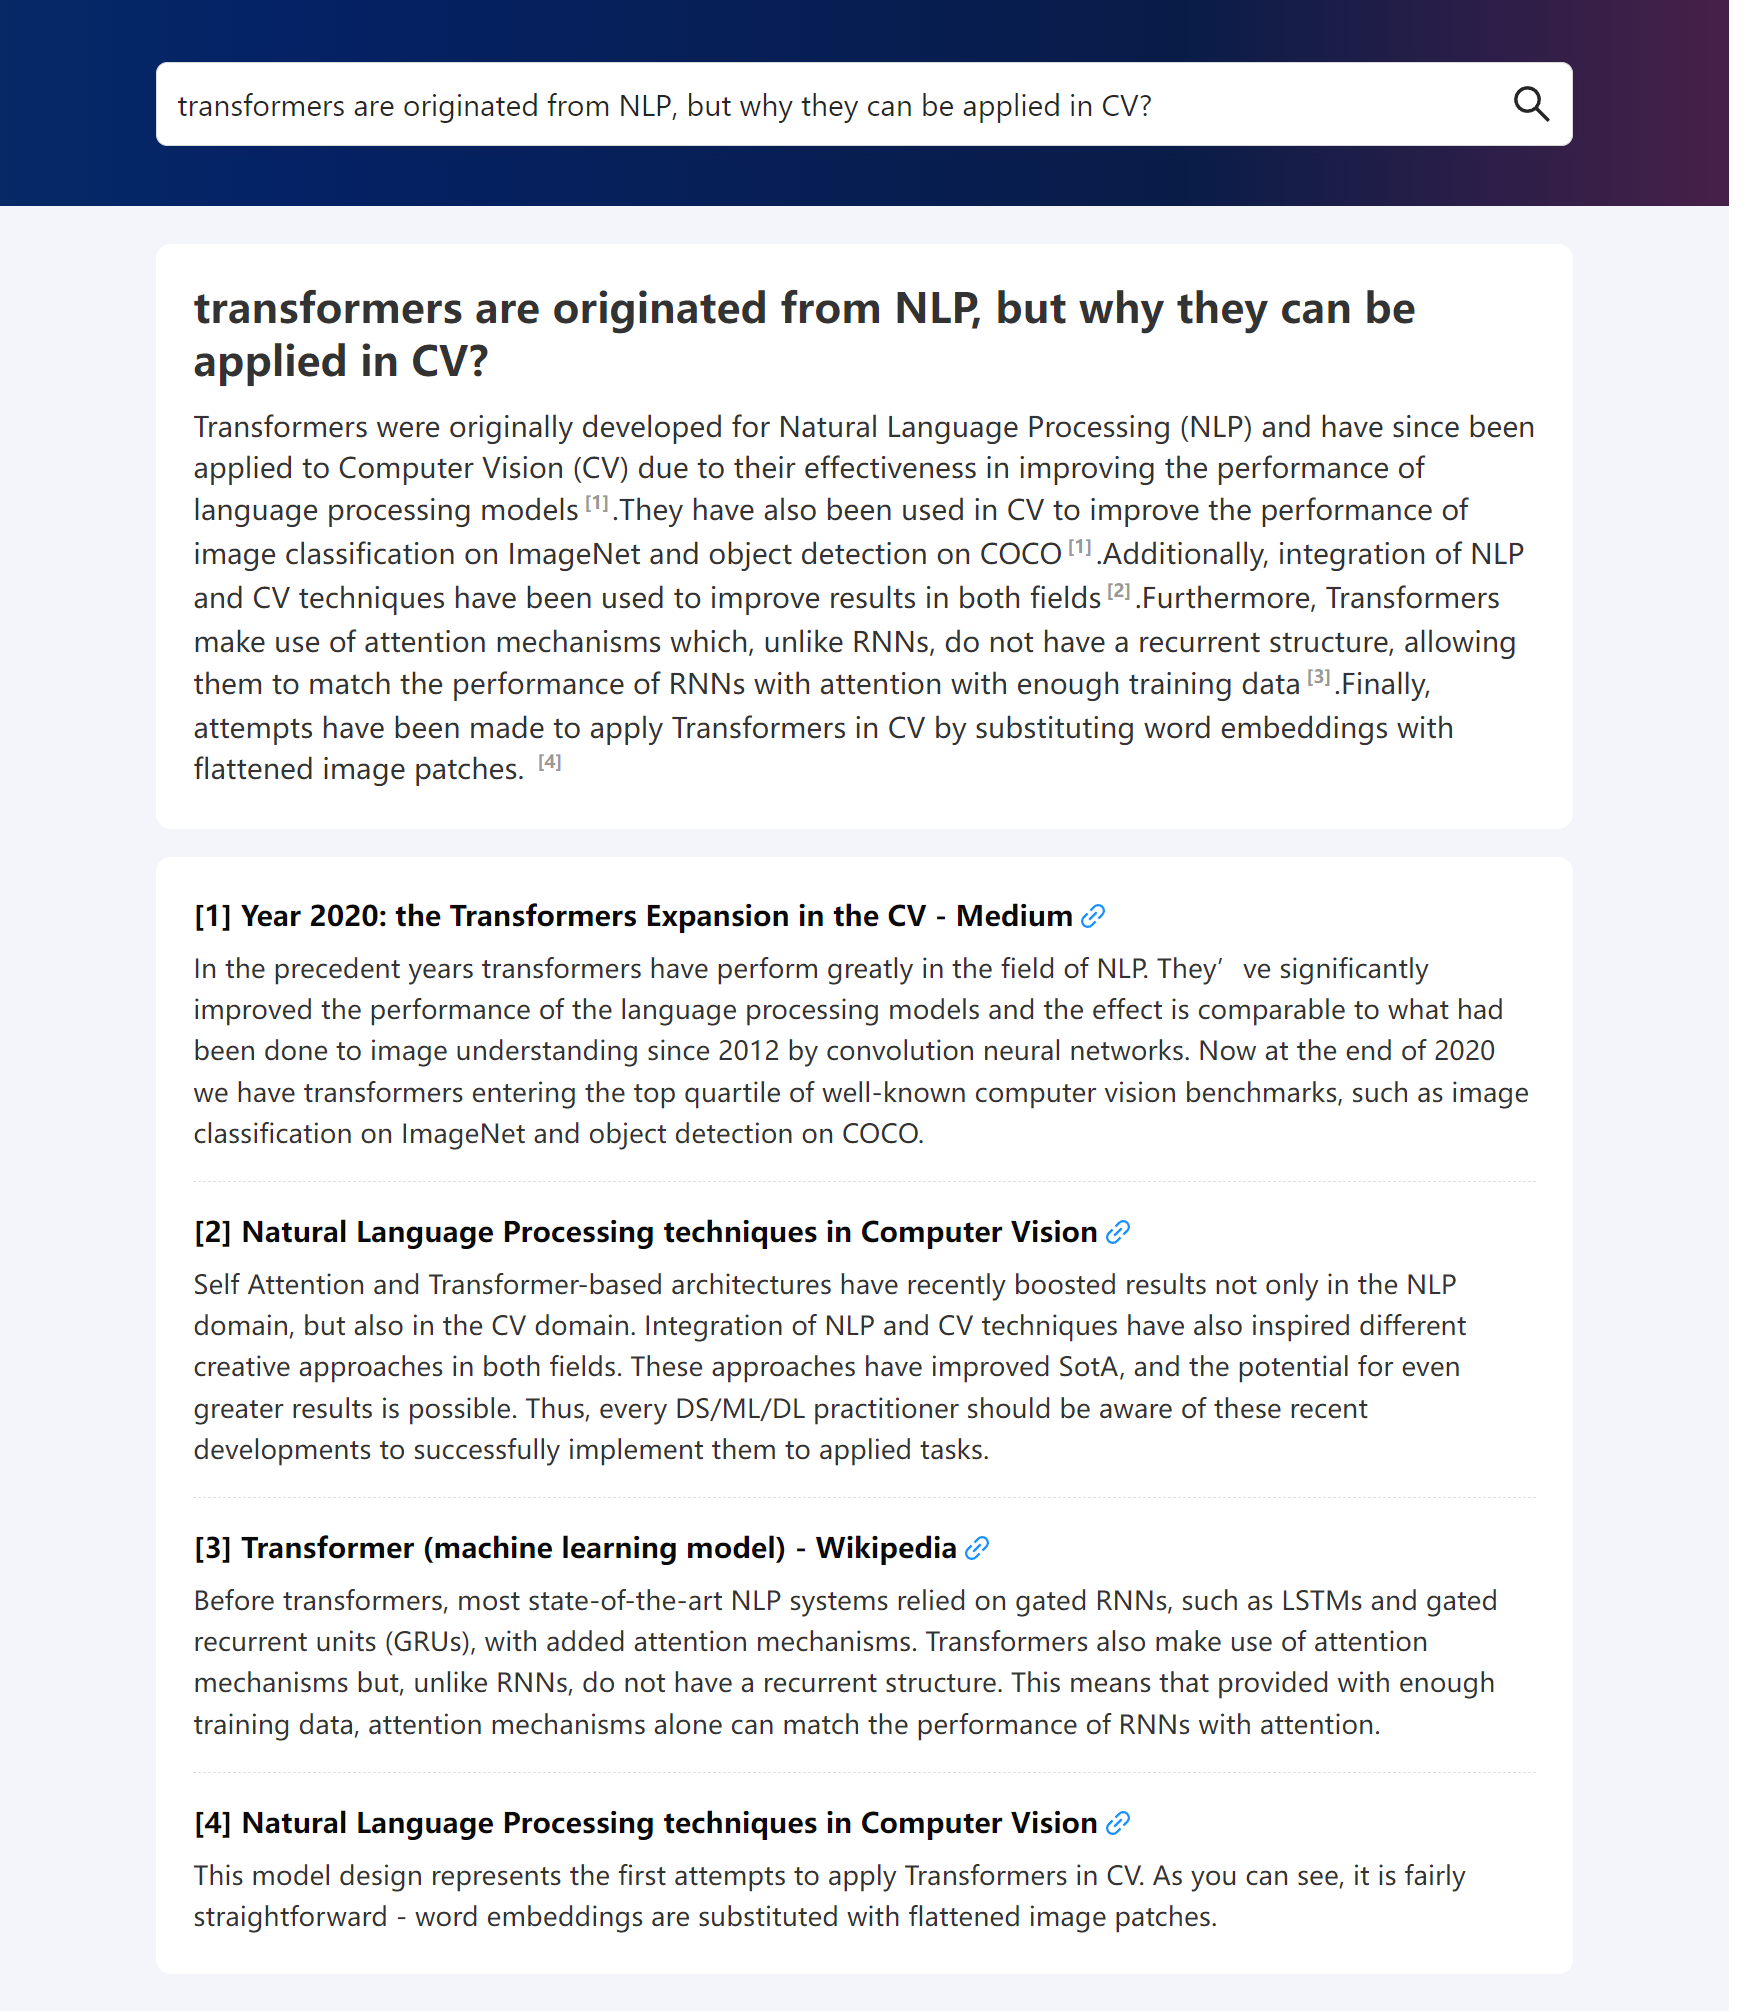 transformers are originated from NLP, but why they can be applied in CV?
transformers are originated from NLP, but why they can be
applied in CV?
Transformers were originally developed for Natural Language Processing (NLP) and have since been
applied to Computer Vision (CV) due to their effectiveness in improving the performance of
language processing models [1].They have also been used in CV to improve the performance of
image classification on ImageNet and object detection on COCO [1].Additionally, integration of NLP
and CV techniques have been used to improve results in both fields [2].Furthermore, Transformers
make use of attention mechanisms which, unlike RNNs, do not have a recurrent structure, allowing
them to match the performance of RNNs with attention with enough training data [3].Finally,
attempts have been made to apply Transformers in CV by substituting word embeddings with
flattened image patches. [4]
[1] Year 2020: the Transformers Expansion in the CV - Medium
In the precedent years transformers have perform greatly in the field of NLP. They’ ve significantly
improved the performance of the language processing models and the effect is comparable to what had
been done to image understanding since 2012 by convolution neural networks. Now at the end of 2020
we have transformers entering the top quartile of well-known computer vision benchmarks, such as image
classification on ImageNet and object detection on COCO.
[2] Natural Language Processing techniques in Computer Vision
Self Attention and Transformer-based architectures have recently boosted results not only in the NLP
domain, but also in the CV domain. Integration of NLP and CV techniques have also inspired different
creative approaches in both fields. These approaches have improved SotA, and the potential for even
greater results is possible. Thus, every DS/ML/DL practitioner should be aware of these recent
developments to successfully implement them to applied tasks.
[3] Transformer (machine learning model) - Wikipedia
Before transformers, most state-of-the-art NLP systems relied on gated RNNs, such as LSTMs and gated
recurrent units (GRUs), with added attention mechanisms. Transformers also make use of attention
mechanisms but, unlike RNNs, do not have a recurrent structure. This means that provided with enough
training data, attention mechanisms alone can match the performance of RNNs with attention.
[4] Natural Language Processing techniques in Computer Vision
This model design represents the first attempts to apply Transformers in CV. As you can see, it is fairly
straightforward - word embeddings are substituted with flattened image patches.